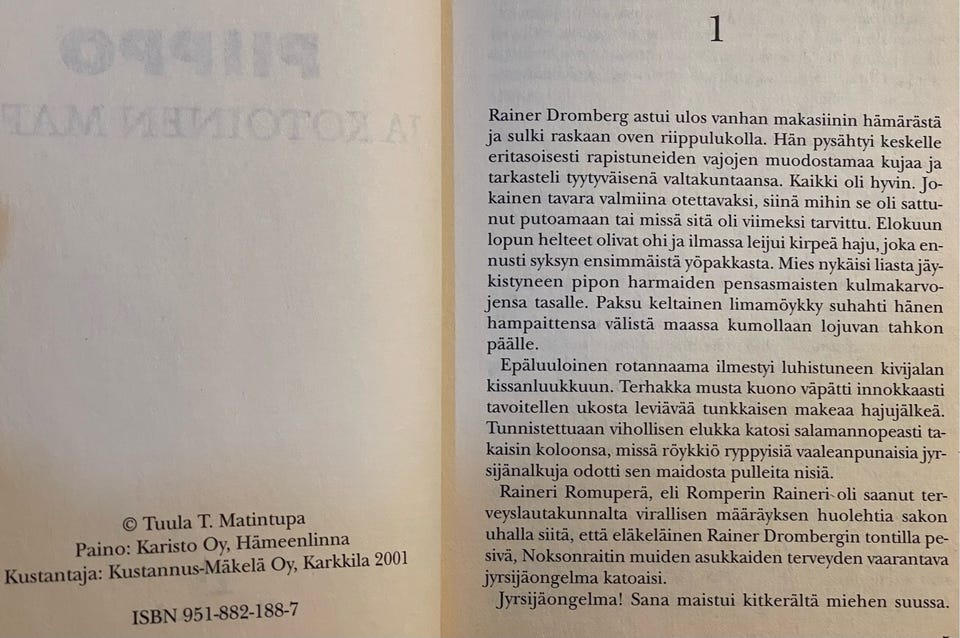 PIIPPO
JA KOTOINEN MAF
© Tuula T. Matintupa
Paino: Karisto Oy, Hämeenlinna
Kustantaja: Kustannus-Mäkelä Oy, Karkkila 2001
ISBN 951-882-188-7
1
Rainer Dromberg astui ulos vanhan makasiinin hämärästä
ja sulki raskaan oven riippulukolla. Hän pysähtyi keskelle
eritasoisesti rapistuneiden vajojen muodostamaa kujaa ja
tarkasteli tyytyväisenä valtakuntaansa. Kaikki oli hyvin. Jo-
kainen tavara valmiina otettavaksi, siinä mihin se oli sattu-
nut putoamaan tai missä sitä oli viimeksi tarvittu. Elokuun
lopun helteet olivat ohi ja ilmassa leijui kirpeä haju, joka en-
nusti syksyn ensimmäistä yöpakkasta. Mies nykäisi liasta jäy-
kistyneen pipon harmaiden pensasmaisten kulmakarvo-
jensa tasalle. Paksu keltainen limamöykky suhahti hänen
hampaittensa välistä maassa kumollaan lojuvan tahkon
päälle.
Epäluuloinen rotannaama ilmestyi luhistuneen kivijalan
kissanluukkuun. Terhakka musta kuono väpätti innokkaasti
tavoitellen ukosta leviävää tunkkaisen makeaa hajujälkeä.
Tunnistettuaan vihollisen elukka katosi salamannopeasti ta-
kaisin koloonsa, missä röykkiö ryppyisiä vaaleanpunaisia jyr-
sijänalkuja odotti sen maidosta pulleita nisiä.
Raineri Romuperä, eli Romperin Raineri oli saanut ter-
veyslautakunnalta virallisen määräyksen huolehtia sakon
uhalla siitä, että eläkeläinen Rainer Drombergin tontilla pe-
sivä, Noksonraitin muiden asukkaiden terveyden vaarantava
jyrsijäongelma katoaisi.
Jyrsijäongelma! Sana maistui kitkerältä miehen suussa.